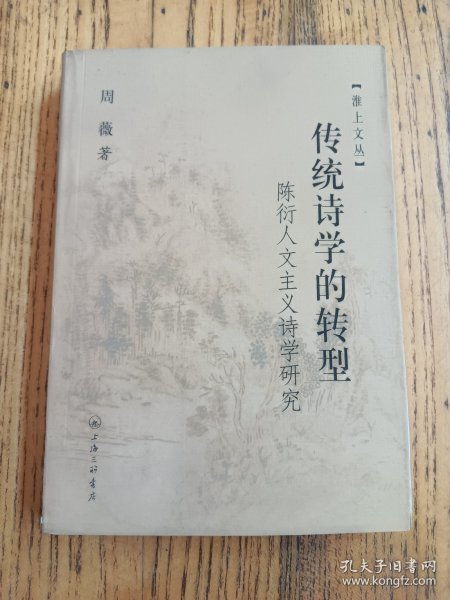 【淮上文丛】
传统诗学的转型
陈衍人文主义诗学研究
周薇著
上海三联书店
孔夫子旧书网
www.kongfz.com